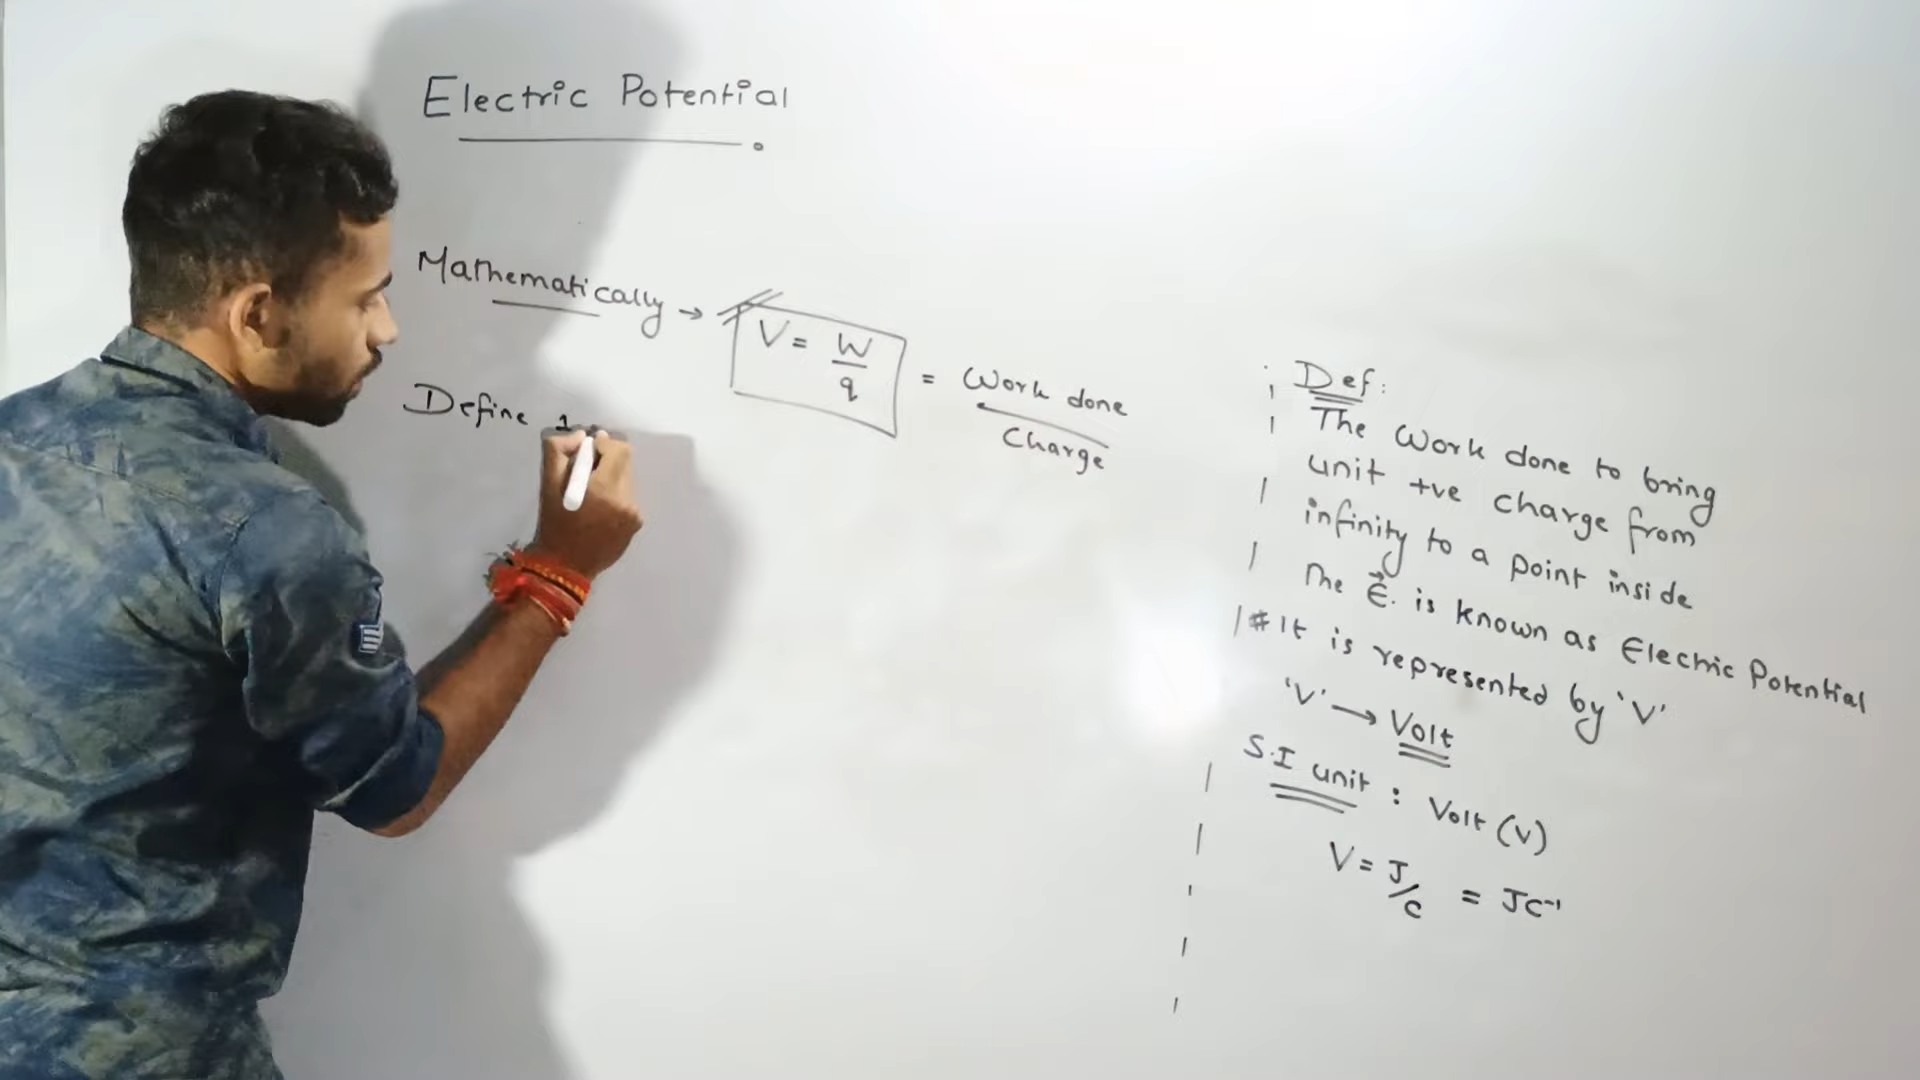 Electric Potential
Mathematically → V = W/q = Work done / Charge
Define 1
Def:
The Work done to bring
unit +ve charge from
infinity to a point inside
The E⃗. is known as Electric Potential
# It is represented by 'V'
'V' → Volt
S.I unit : Volt (V)
V = J/C = JC⁻¹